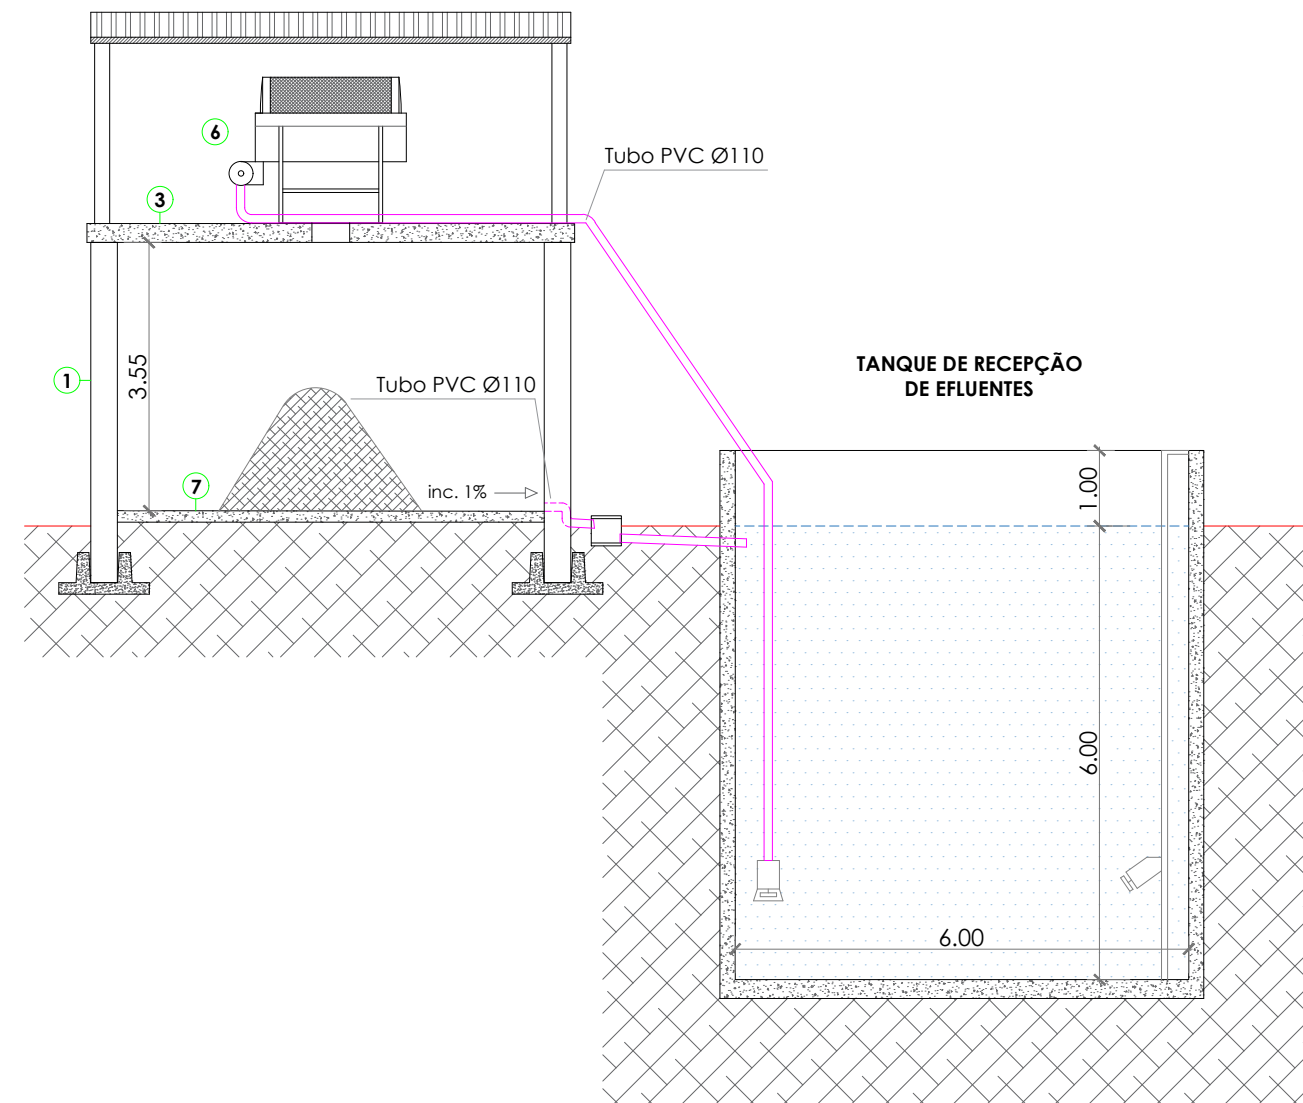 6
Tubo PVC Ø110
3
3.55
1
Tubo PVC Ø110
TANQUE DE RECEPÇÃO
DE EFLUENTES
7
inc. 1%
1.00
6.00
6.00